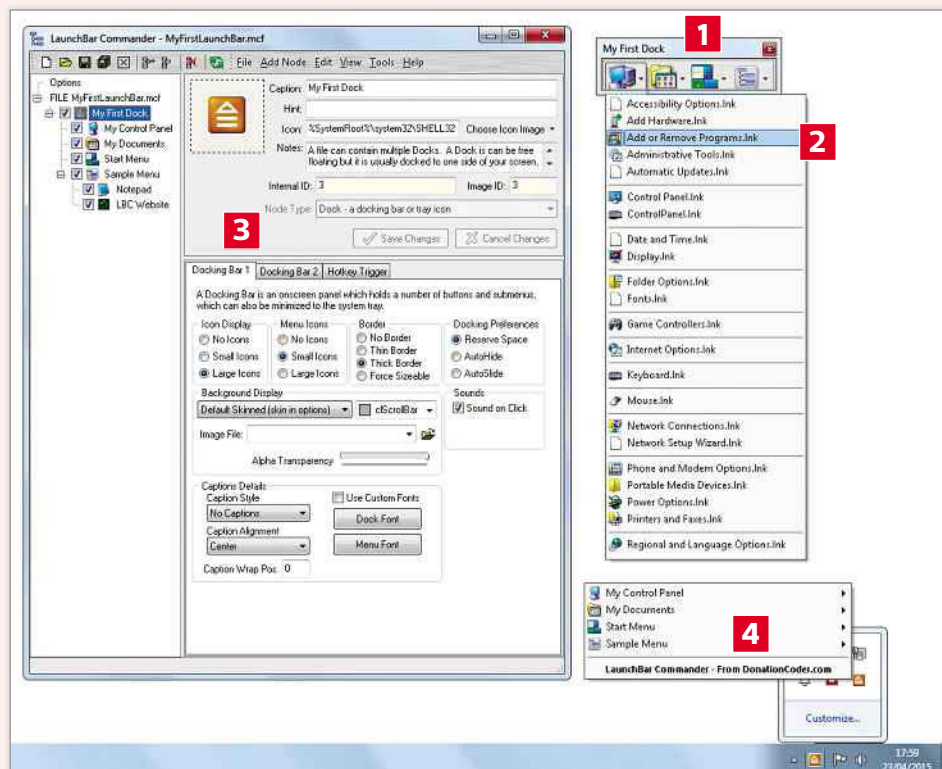 LaunchBar Commander - MyFirstLaunchBar.mcf
File Add Node Edit View Tools Help
Options
FILE MyFirstLaunchBar.mcf
My First Dock
My Control Panel
My Documents
Start Menu
Sample Menu
Notepad
LBC Website
Caption: My First Dock
Hint:
Icon: %SystemRoot%\system32\SHELL32 Choose Icon Image
Notes: A file can contain multiple Docks. A Dock can be free
floating but it is usually docked to one side of your screen,
Internal ID: 3 Image ID: 3
Node Type: Dock - a docking bar or tray icon
3
Save Changes Cancel Changes
Docking Bar 1 Docking Bar 2 Hotkey Trigger
A Docking Bar is an onscreen panel which holds a number of buttons and submenus,
which can also be minimized to the system tray.
Icon Display Menu Icons Border Docking Preferences
No Icons No Icons No Border Reserve Space
Small Icons Small Icons Thin Border AutoHide
Large Icons Large Icons Thick Border AutoSlide
Force Sizeable
Background Display Sounds
Default Skinned (skin in options) clScrollBar Sound on Click
Image File:
Alpha Transparency
Captions Details
Caption Style Use Custom Fonts
No Captions Dock Font
Caption Alignment
Center Menu Font
Caption Wrap Pos. 0
1
My First Dock
Accessibility Options.lnk
Add Hardware.lnk
Add or Remove Programs.lnk
2
Administrative Tools.lnk
Automatic Updates.lnk
Control Panel.lnk
ControlPanel.lnk
Date and Time.lnk
Display.lnk
Folder Options.lnk
Fonts.lnk
Game Controllers.lnk
Internet Options.lnk
Keyboard.lnk
Mouse.lnk
Network Connections.lnk
Network Setup Wizard.lnk
Phone and Modem Options.lnk
Portable Media Devices.lnk
Power Options.lnk
Printers and Faxes.lnk
Regional and Language Options.lnk
My Control Panel
My Documents
Start Menu
Sample Menu
4
LaunchBar Commander - From DonationCoder.com
Customize...
17:59
23/04/2015